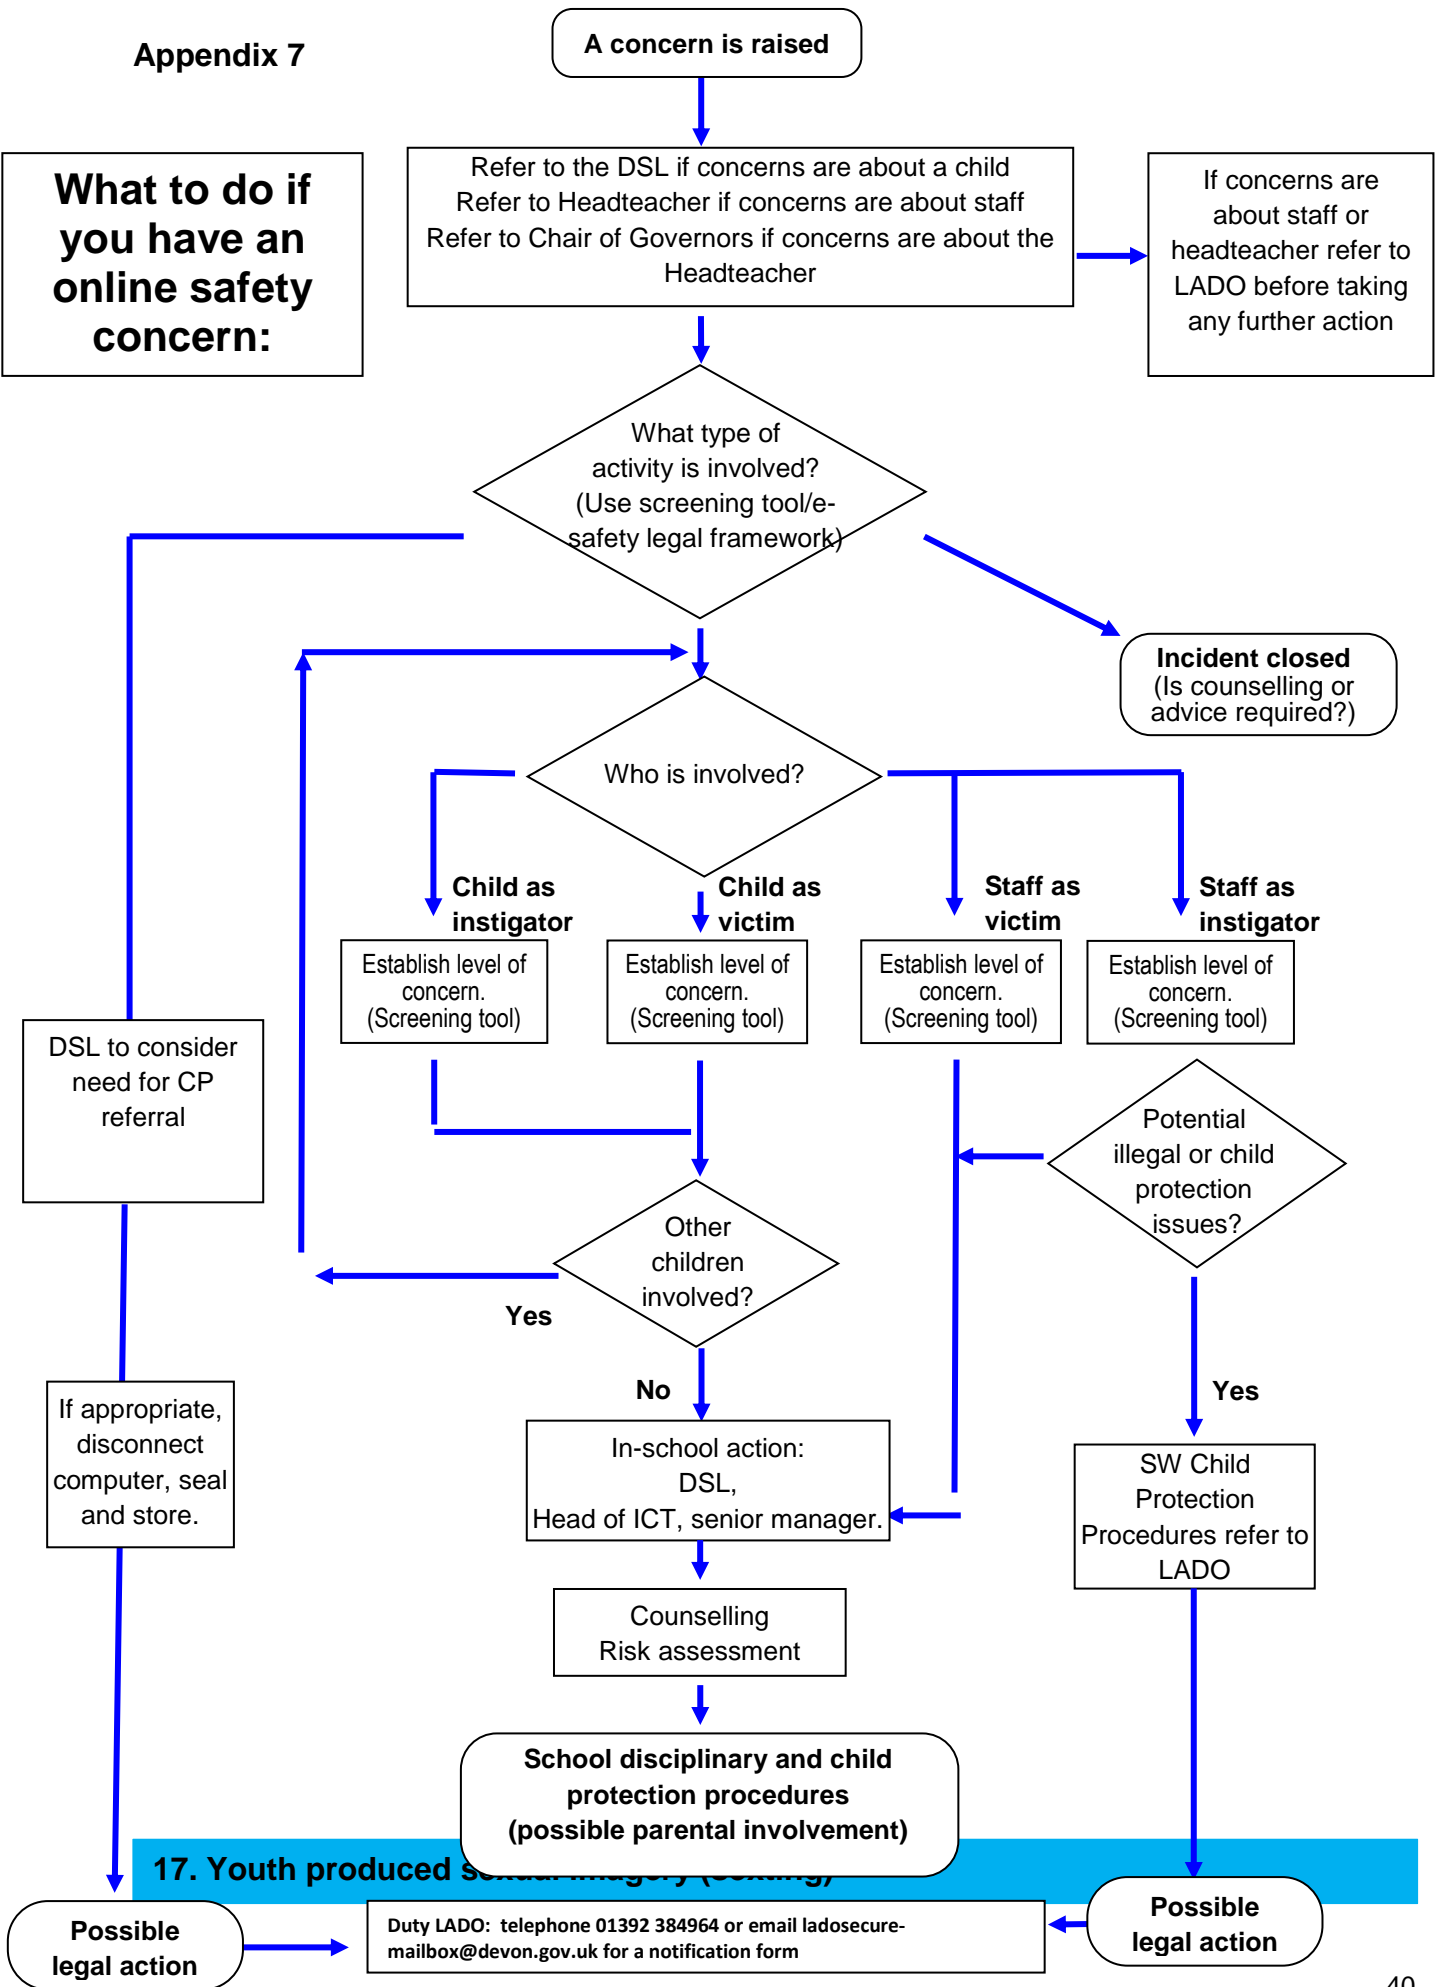 Appendix 7
A concern is raised
What to do if
you have an
online safety
concern:
Refer to the DSL if concerns are about a child
Refer to Headteacher if concerns are about staff
Refer to Chair of Governors if concerns are about the
Headteacher
If concerns are
about staff or
headteacher refer to
LADO before taking
any further action
What type of
activity is involved?
(Use screening tool/e-
safety legal framework)
Incident closed
(Is counselling or
advice required?)
Who is involved?
Child as
instigator
Child as
victim
Staff as
victim
Staff as
instigator
Establish level of
concern.
(Screening tool)
Establish level of
concern.
(Screening tool)
Establish level of
concern.
(Screening tool)
Establish level of
concern.
(Screening tool)
DSL to consider
need for CP
referral
Potential
illegal or child
protection
issues?
Other
children
involved?
Yes
No
Yes
If appropriate,
disconnect
computer, seal
and store.
In-school action:
DSL,
Head of ICT, senior manager.
SW Child
Protection
Procedures refer to
LADO
Counselling
Risk assessment
School disciplinary and child
protection procedures
(possible parental involvement)
17. Youth produced sexual imagery (sexting)
Possible
legal action
Duty LADO: telephone 01392 384964 or email ladosecure-
mailbox@devon.gov.uk for a notification form
Possible
legal action
40